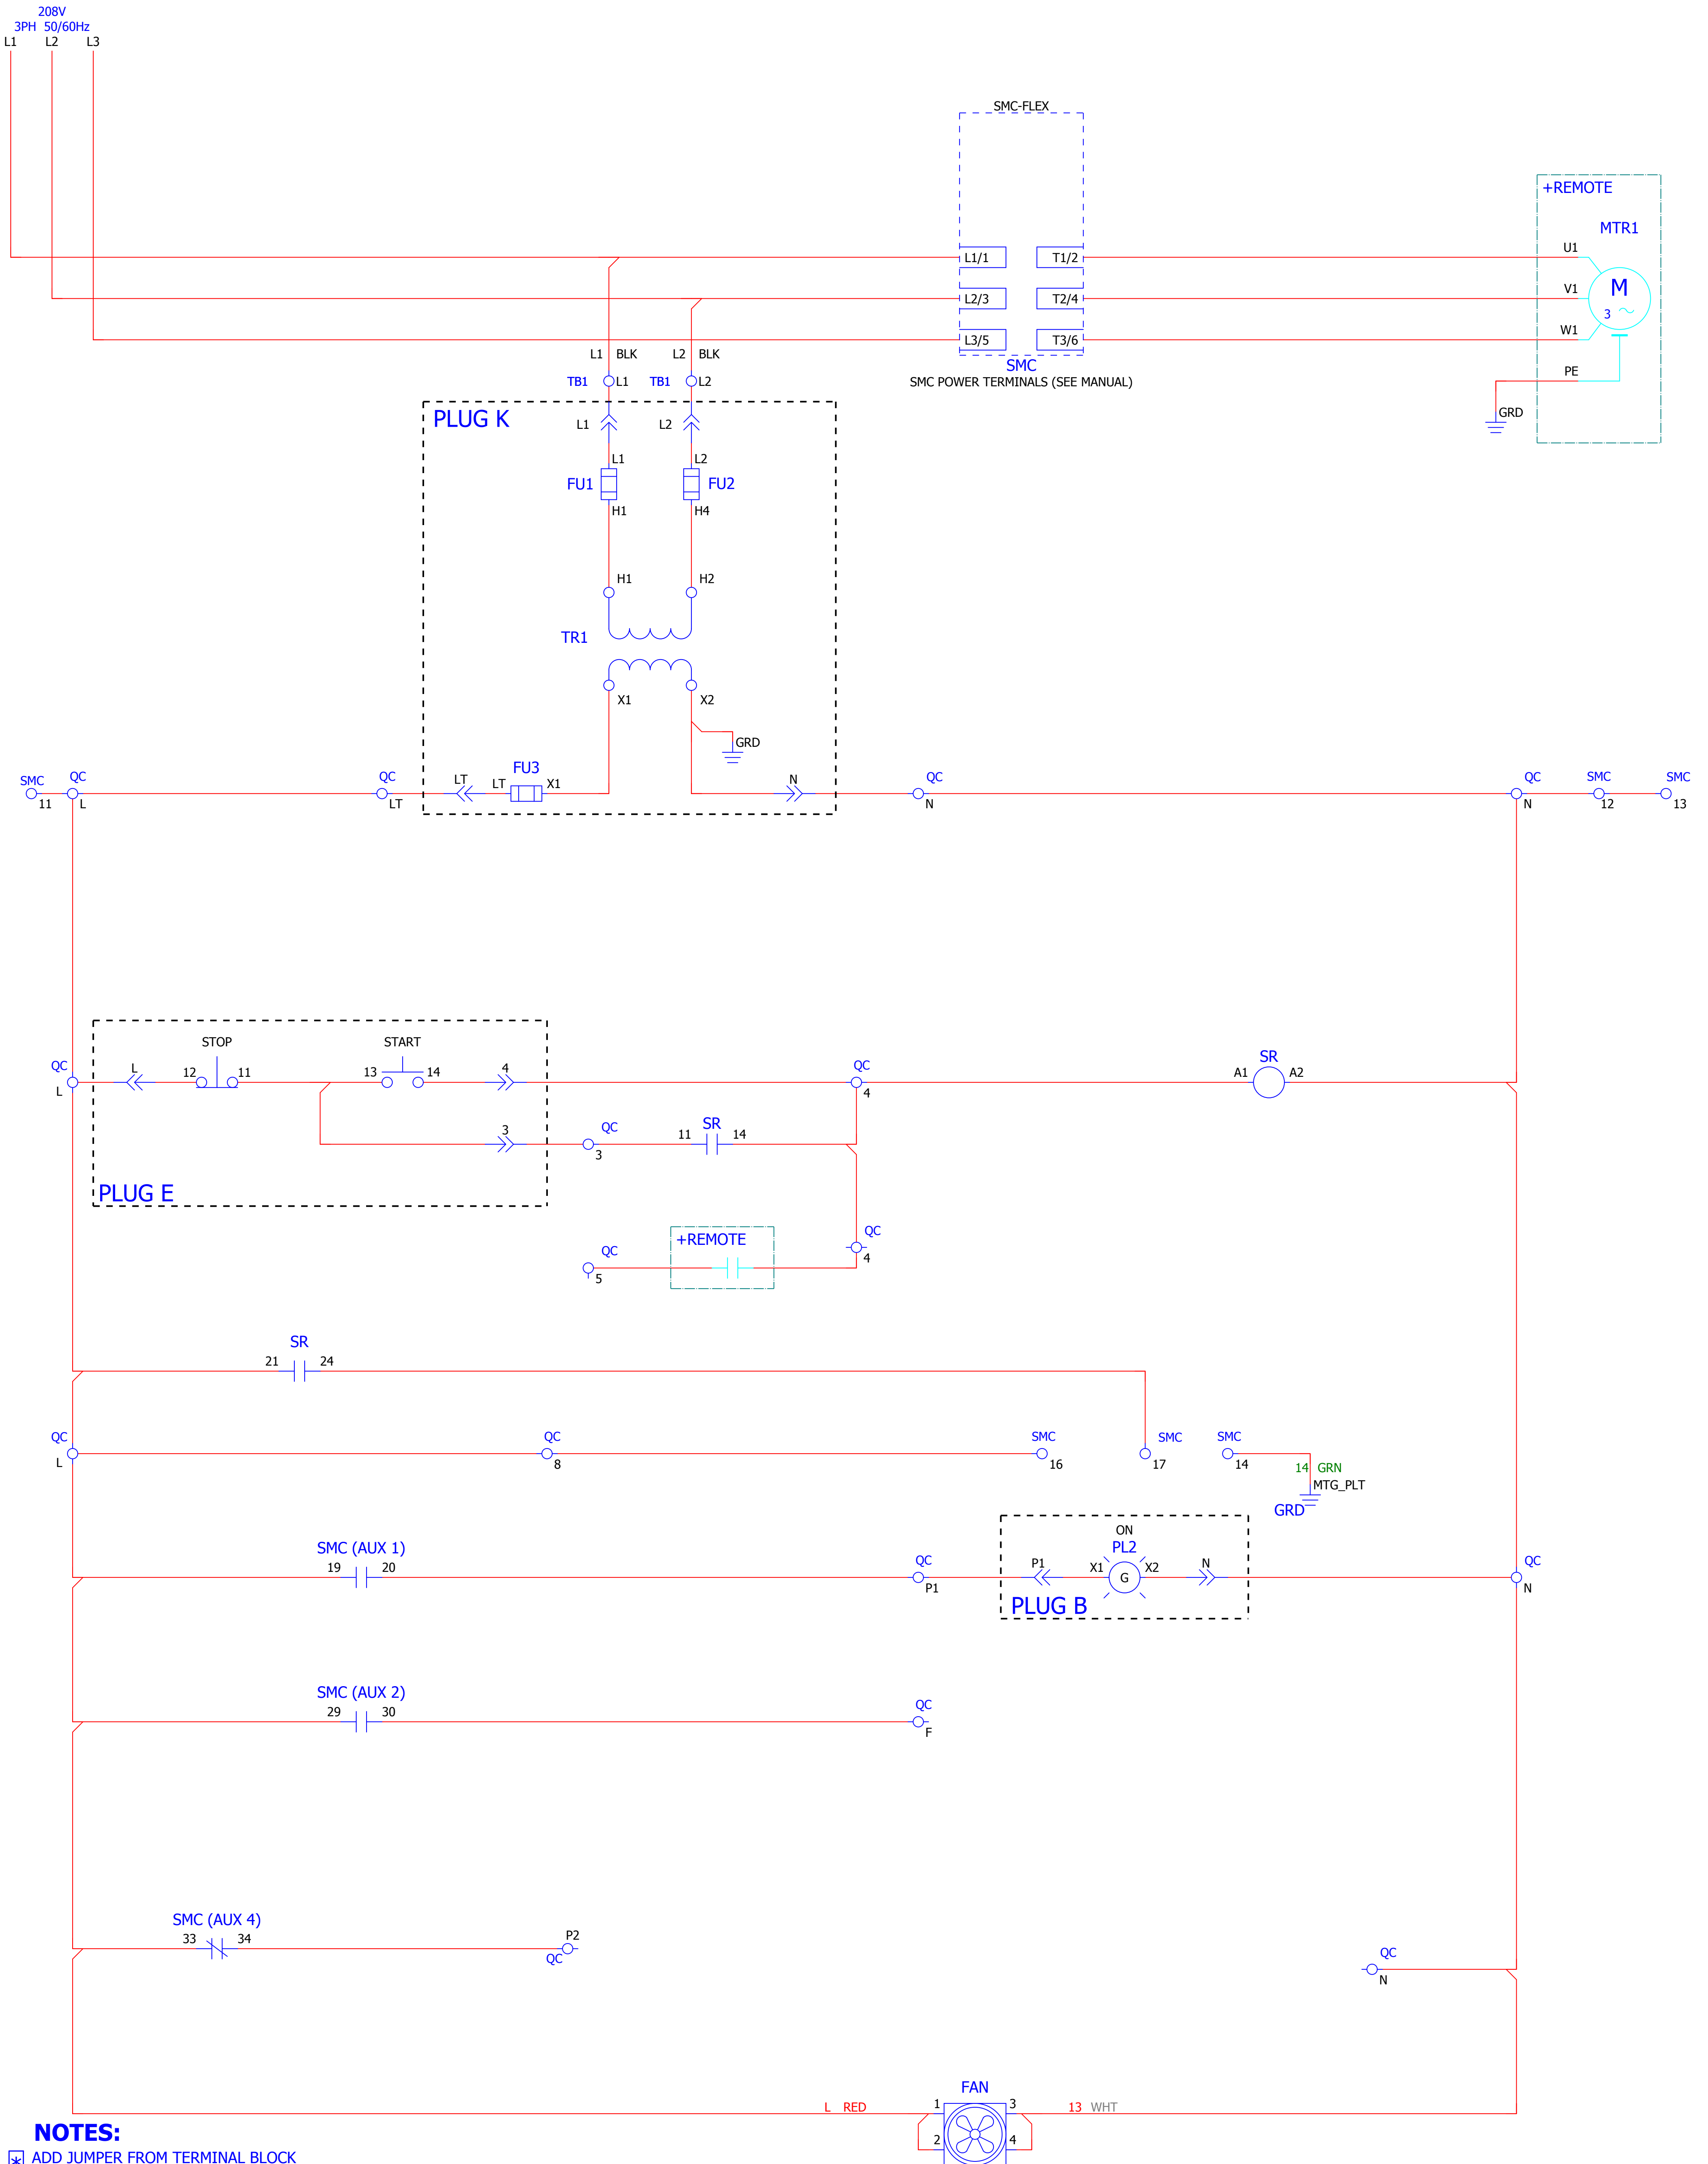 208V
3PH 50/60Hz
L1 L2 L3
SMC-FLEX
+REMOTE
MTR1
U1
L1/1 T1/2
M
3
V1
L2/3 T2/4
W1
L3/5 T3/6
L1 BLK L2 BLK
SMC
SMC POWER TERMINALS (SEE MANUAL)
PE
TB1 L1 TB1 L2
GRD
PLUG K
L1 L2
L1 L2
FU1 FU2
H1 H4
H1 H2
TR1
X1 X2
GRD
FU3
SMC QC QC LT LT X1 N QC QC SMC SMC
11 L LT N N 12 13
STOP START
QC L 12 11 13 14 4 QC SR
L 4 A1 A2
3 QC 11 SR 14
3
PLUG E
QC +REMOTE QC
5 4
SR
21 24
QC QC SMC SMC SMC
L 8 16 17 14
14 GRN
MTG_PLT
GRD
ON
SMC (AUX 1) PL2
19 20 QC P1 X1 G X2 N QC
P1 N
PLUG B
SMC (AUX 2)
29 30 QC
F
SMC (AUX 4)
33 34 P2
QC QC
N
FAN
L RED 1 3 13 WHT
2 4
NOTES:
* ADD JUMPER FROM TERMINAL BLOCK